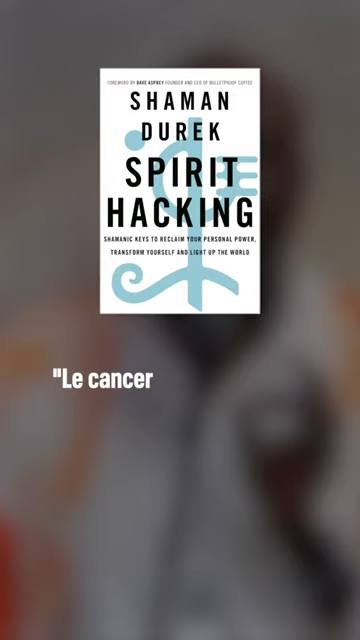 FOREWORD BY DAVE ASPREY FOUNDER AND CEO OF BULLETPROOF COFFEE
SHAMAN
DUREK
SPIRIT
HACKING
SHAMANIC KEYS TO RECLAIM YOUR PERSONAL POWER,
TRANSFORM YOURSELF AND LIGHT UP THE WORLD
"Le cancer